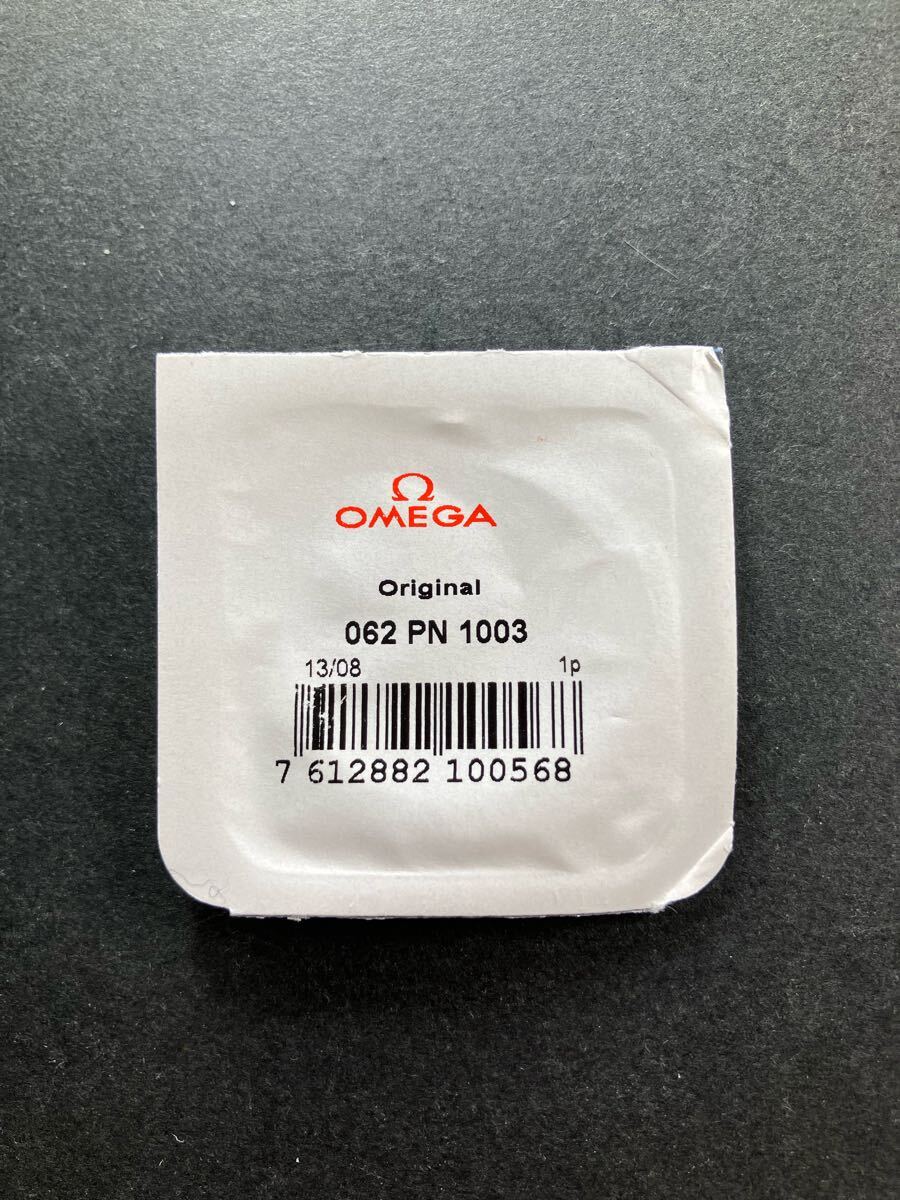 Ω
OMEGA
Original
062 PN 1003
13/08 1p
7 612882 100568